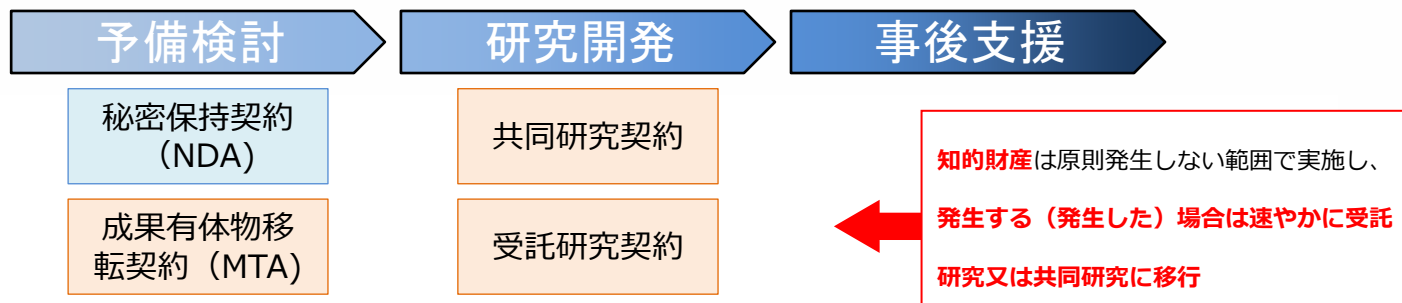 予備検討
研究開発
事後支援
秘密保持契約
（NDA)
共同研究契約
成果有体物移
転契約（MTA)
受託研究契約
知的財産は原則発生しない範囲で実施し、
発生する（発生した）場合は速やかに受託
研究又は共同研究に移行